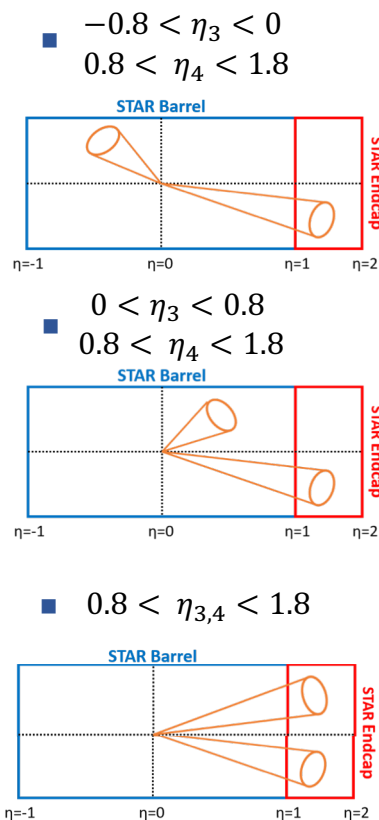 −0.8 < η₃ < 0
0.8 < η₄ < 1.8
STAR Barrel
STAR Endcap
η=-1 η=0 η=1 η=2
0 < η₃ < 0.8
0.8 < η₄ < 1.8
STAR Barrel
STAR Endcap
η=-1 η=0 η=1 η=2
0.8 < η₃,₄ < 1.8
STAR Barrel
STAR Endcap
η=-1 η=0 η=1 η=2